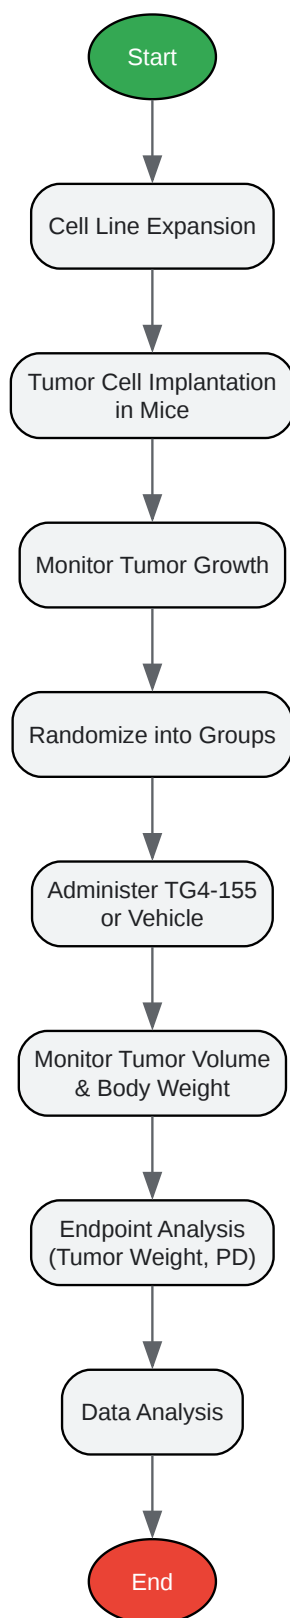 Start
Cell Line Expansion
Tumor Cell Implantation
in Mice
Monitor Tumor Growth
Randomize into Groups
Administer TG4-155
or Vehicle
Monitor Tumor Volume
& Body Weight
Endpoint Analysis
(Tumor Weight, PD)
Data Analysis
End